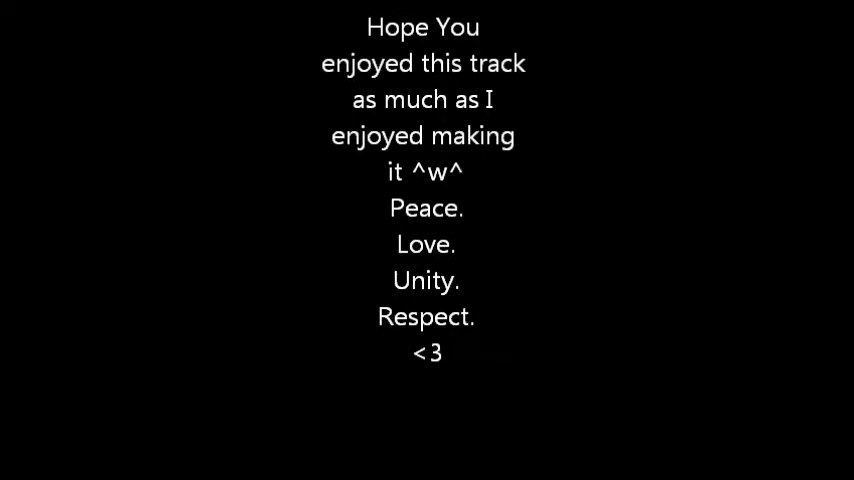 Hope You
enjoyed this track
as much as I
enjoyed making
it ^w^
Peace.
Love.
Unity.
Respect.
<3